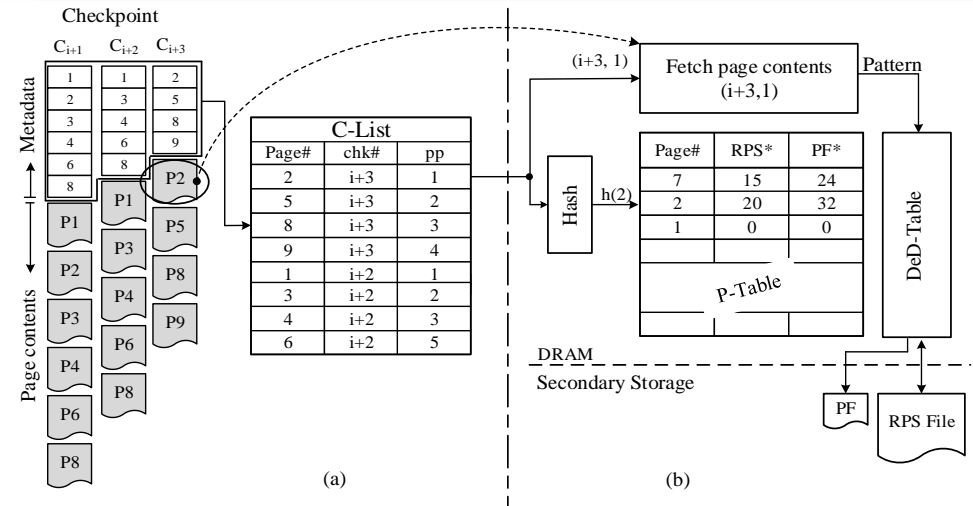 Checkpoint
Ci+1 Ci+2 Ci+3
Metadata
1 1 2
2 3 5
3 4 8
4 6 9
6 8
8
Page contents
P1
P2
P3
P4
P6
P8
P1
P3
P4
P6
P8
P2
P5
P8
P9
C-List
Page# chk# pp
2 i+3 1
5 i+3 2
8 i+3 3
9 i+3 4
1 i+2 1
3 i+2 2
4 i+2 3
6 i+2 5
(a)
(i+3, 1)
Fetch page contents
(i+3,1)
Pattern
Hash
h(2)
Page# RPS* PF*
7 15 24
2 20 32
1 0 0
P-Table
DeD-Table
DRAM
Secondary Storage
PF
RPS File
(b)